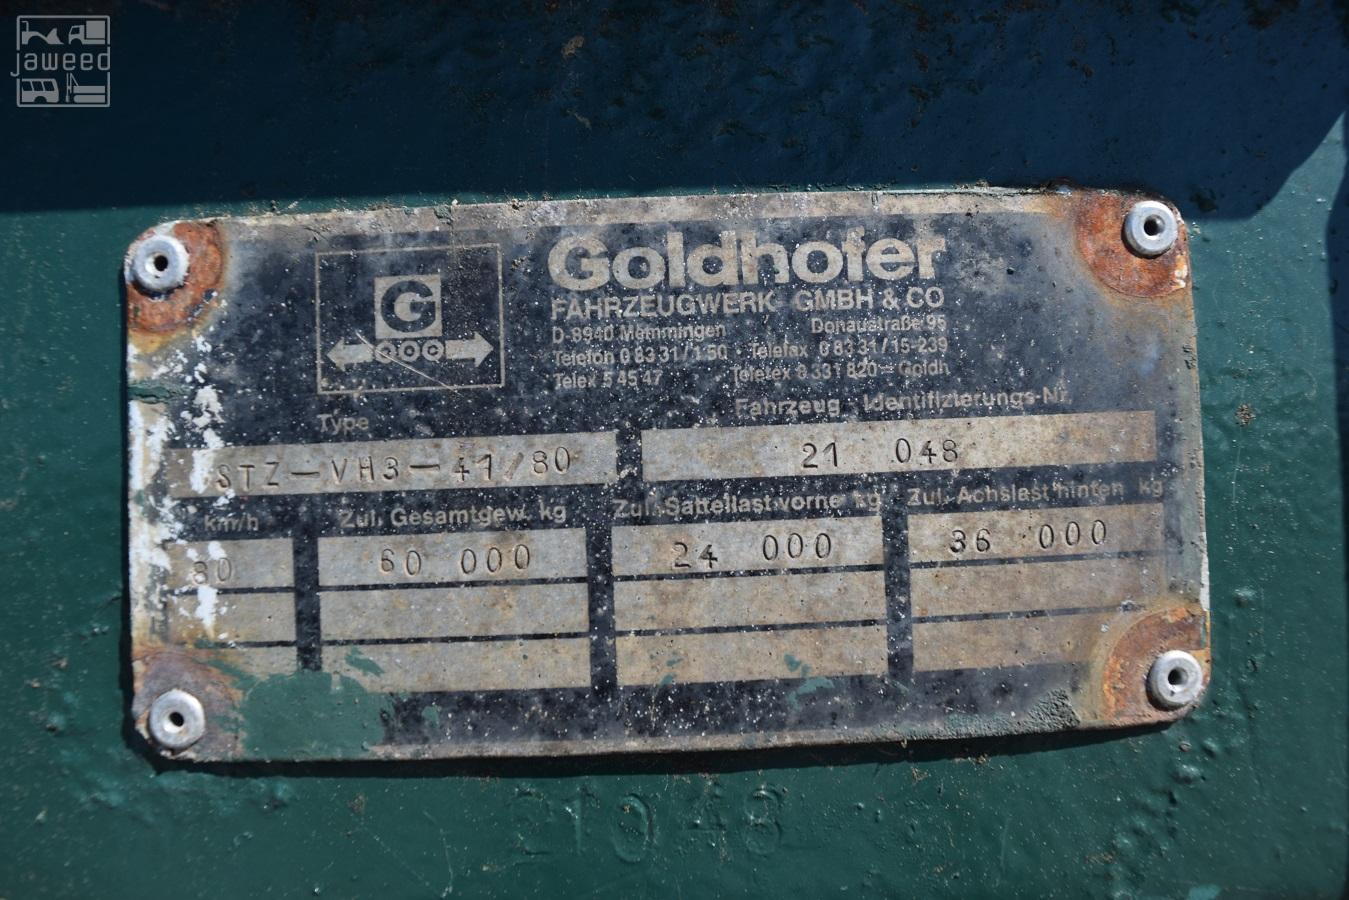 jaweed
G
Goldhofer
FAHRZEUGWERK GMBH & CO
D-8940 Memmingen Donaustraße 95
Telefon 0 83 31 / 1 50 · Telefax 0 83 31 / 15-239
Telex 5 45 47 Teletex 8 331 820 = Goldh
Type Fahrzeug - Identifizierungs-Nr.
STZ-VH3-41/80 21 048
km/h Zul. Gesamtgew. kg Zul. Sattellast vorne kg Zul. Achslast hinten kg
80 60 000 24 000 36 000
21048